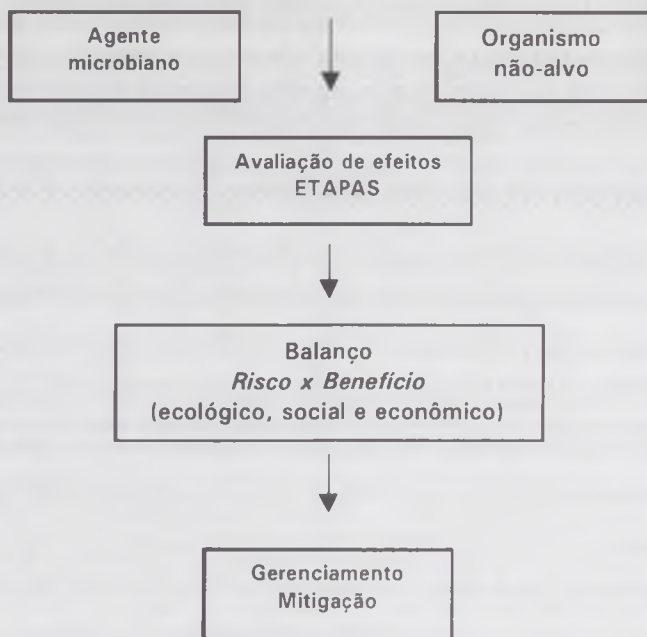 Agente
microbiano
Organismo
não-alvo
Avaliação de efeitos
ETAPAS
Balanço
Risco x Benefício
(ecológico, social e econômico)
Gerenciamento
Mitigação